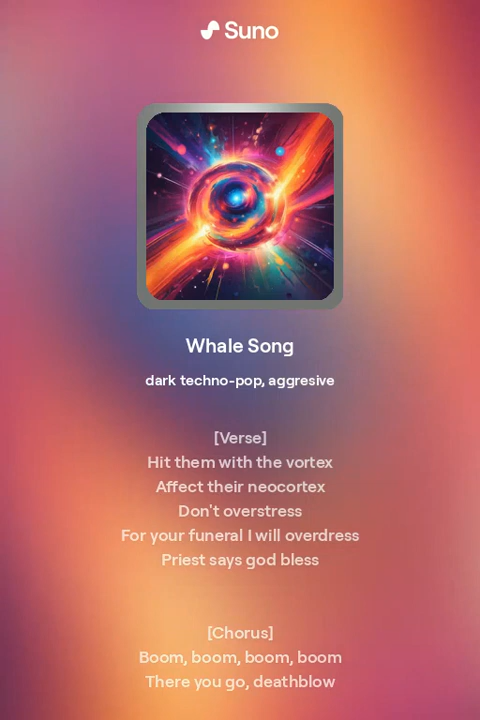 Suno
Whale Song
dark techno-pop, aggresive
[Verse]
Hit them with the vortex
Affect their neocortex
Don't overstress
For your funeral I will overdress
Priest says god bless
[Chorus]
Boom, boom, boom, boom
There you go, deathblow